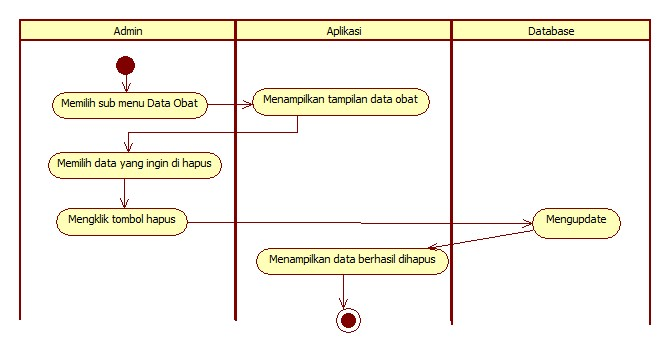 Admin
Aplikasi
Database
Memilih sub menu Data Obat
Menampilkan tampilan data obat
Memilih data yang ingin di hapus
Mengklik tombol hapus
Mengupdate
Menampilkan data berhasil dihapus